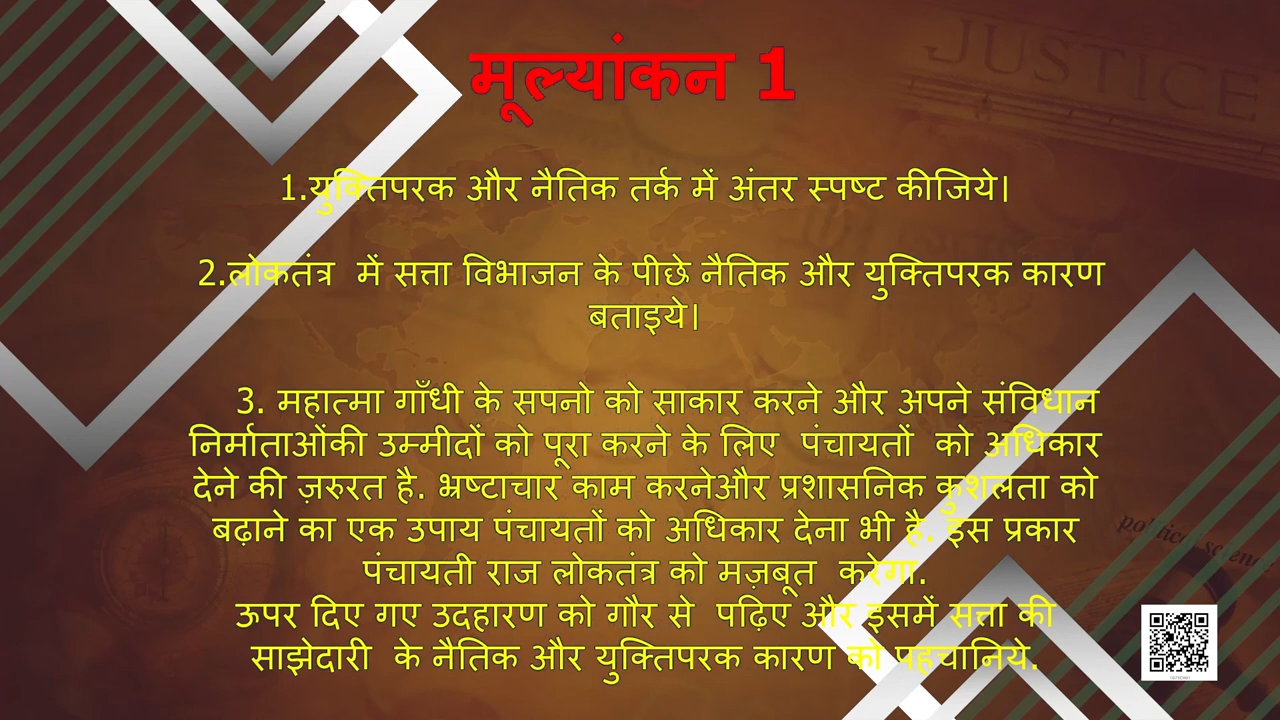 JUSTICE
मूल्यांकन 1
1.युक्तिपरक और नैतिक तर्क में अंतर स्पष्ट कीजिये।
2.लोकतंत्र में सत्ता विभाजन के पीछे नैतिक और युक्तिपरक कारण
बताइये।
3. महात्मा गाँधी के सपनो को साकार करने और अपने संविधान
निर्माताओंकी उम्मीदों को पूरा करने के लिए पंचायतों को अधिकार
देने की ज़रुरत है. भ्रष्टाचार काम करनेऔर प्रशासनिक कुशलता को
बढ़ाने का एक उपाय पंचायतों को अधिकार देना भी है. इस प्रकार
पंचायती राज लोकतंत्र को मज़बूत करेगा.
ऊपर दिए गए उदहारण को गौर से पढ़िए और इसमें सत्ता की
साझेदारी के नैतिक और युक्तिपरक कारण को पहचानिये.
political science